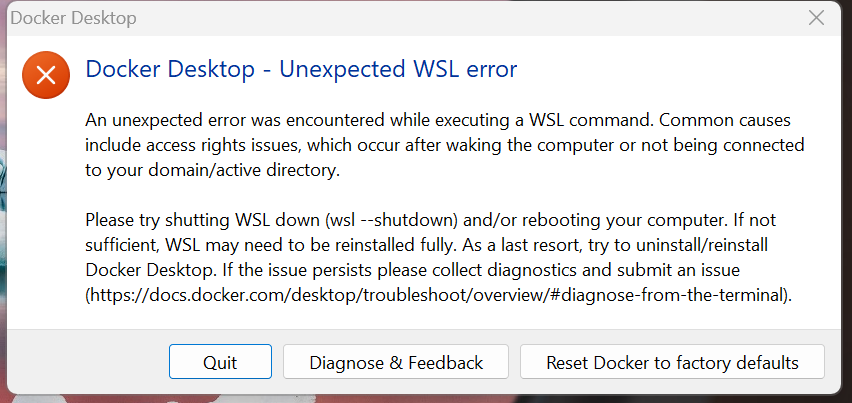 Docker Desktop
Docker Desktop - Unexpected WSL error
An unexpected error was encountered while executing a WSL command. Common causes
include access rights issues, which occur after waking the computer or not being connected
to your domain/active directory.
Please try shutting WSL down (wsl --shutdown) and/or rebooting your computer. If not
sufficient, WSL may need to be reinstalled fully. As a last resort, try to uninstall/reinstall
Docker Desktop. If the issue persists please collect diagnostics and submit an issue
(https://docs.docker.com/desktop/troubleshoot/overview/#diagnose-from-the-terminal).
Quit
Diagnose & Feedback
Reset Docker to factory defaults